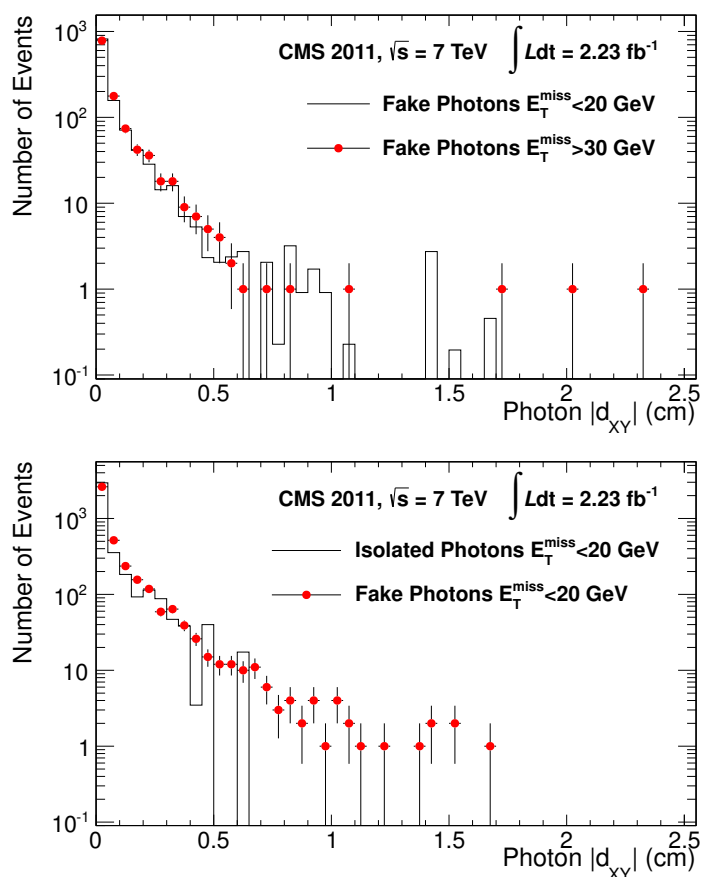 Number of Events
10³
10²
10
1
10⁻¹
CMS 2011, √s = 7 TeV ∫ Ldt = 2.23 fb⁻¹
Fake Photons E_T^miss<20 GeV
Fake Photons E_T^miss>30 GeV
0 0.5 1 1.5 2 2.5
Photon |d_XY| (cm)
Number of Events
10³
10²
10
1
10⁻¹
CMS 2011, √s = 7 TeV ∫ Ldt = 2.23 fb⁻¹
Isolated Photons E_T^miss<20 GeV
Fake Photons E_T^miss<20 GeV
0 0.5 1 1.5 2 2.5
Photon |d_XY| (cm)